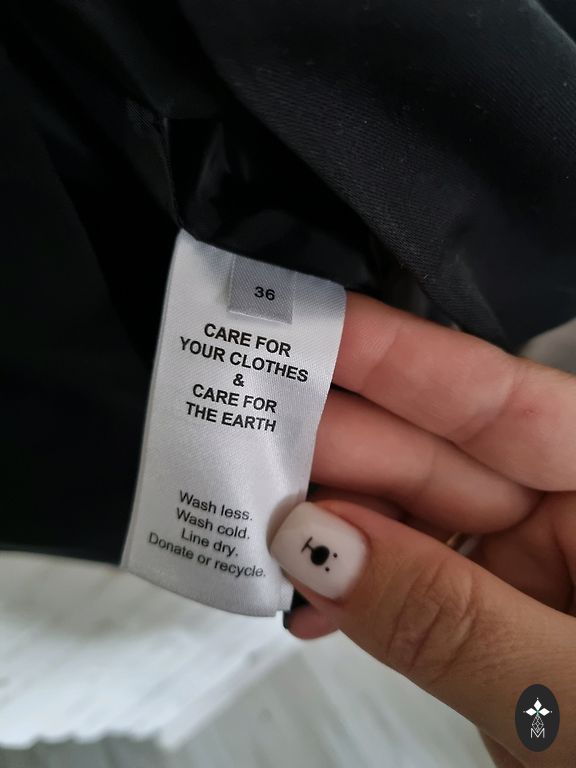 36
CARE FOR
YOUR CLOTHES
&
CARE FOR
THE EARTH
Wash less.
Wash cold.
Line dry.
Donate or recycle.
M